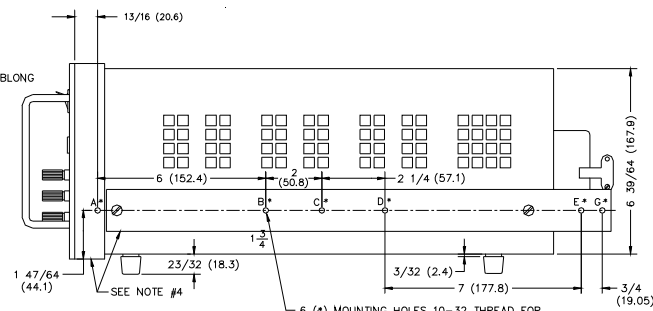 13/16 (20.6)
BLONG
6 (152.4)
2
(50.8)
2 1/4 (57.1)
6 39/64 (167.9)
A*
B*
C*
D*
E*
G*
1 3/4
1 47/64
(44.1)
23/32 (18.3)
3/32 (2.4)
7 (177.8)
3/4
(19.05)
SEE NOTE #4
6 (*) MOUNTING HOLES 10-32 THREAD FOR